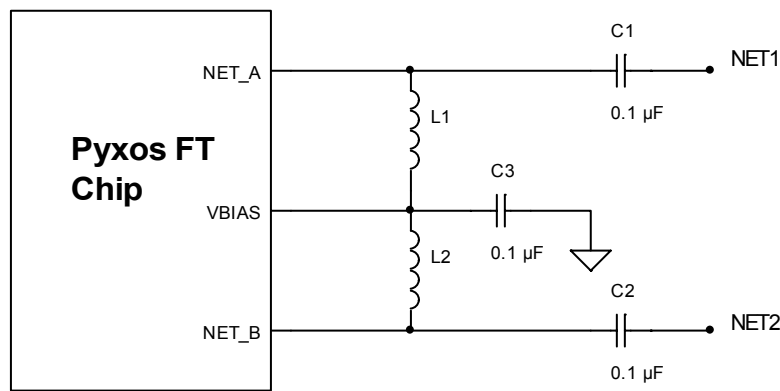 C1
NET_A
NET1
0.1 µF
L1
Pyxos FT
Chip
C3
VBIAS
L2
0.1 µF
C2
NET_B
NET2
0.1 µF